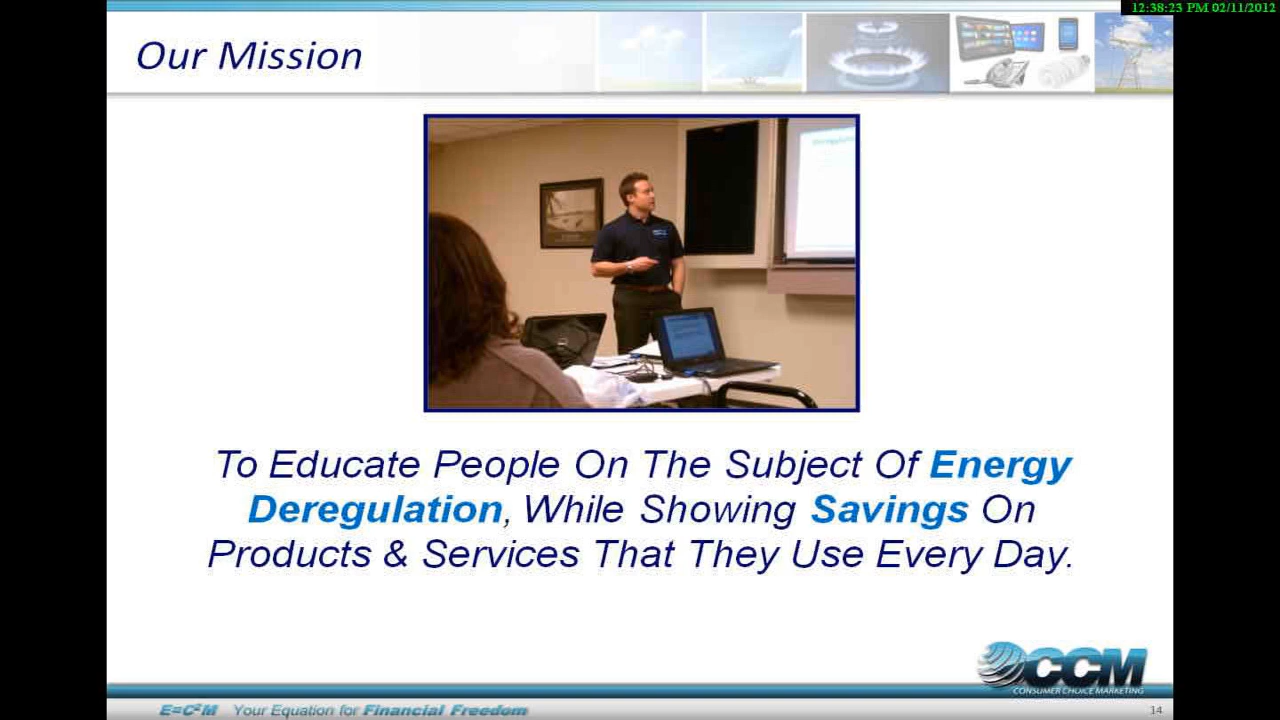 12:38:23 PM 02/11/2012
Our Mission
To Educate People On The Subject Of Energy
Deregulation, While Showing Savings On
Products & Services That They Use Every Day.
CCM
CONSUMER CHOICE MARKETING
E=C²M Your Equation for Financial Freedom
14